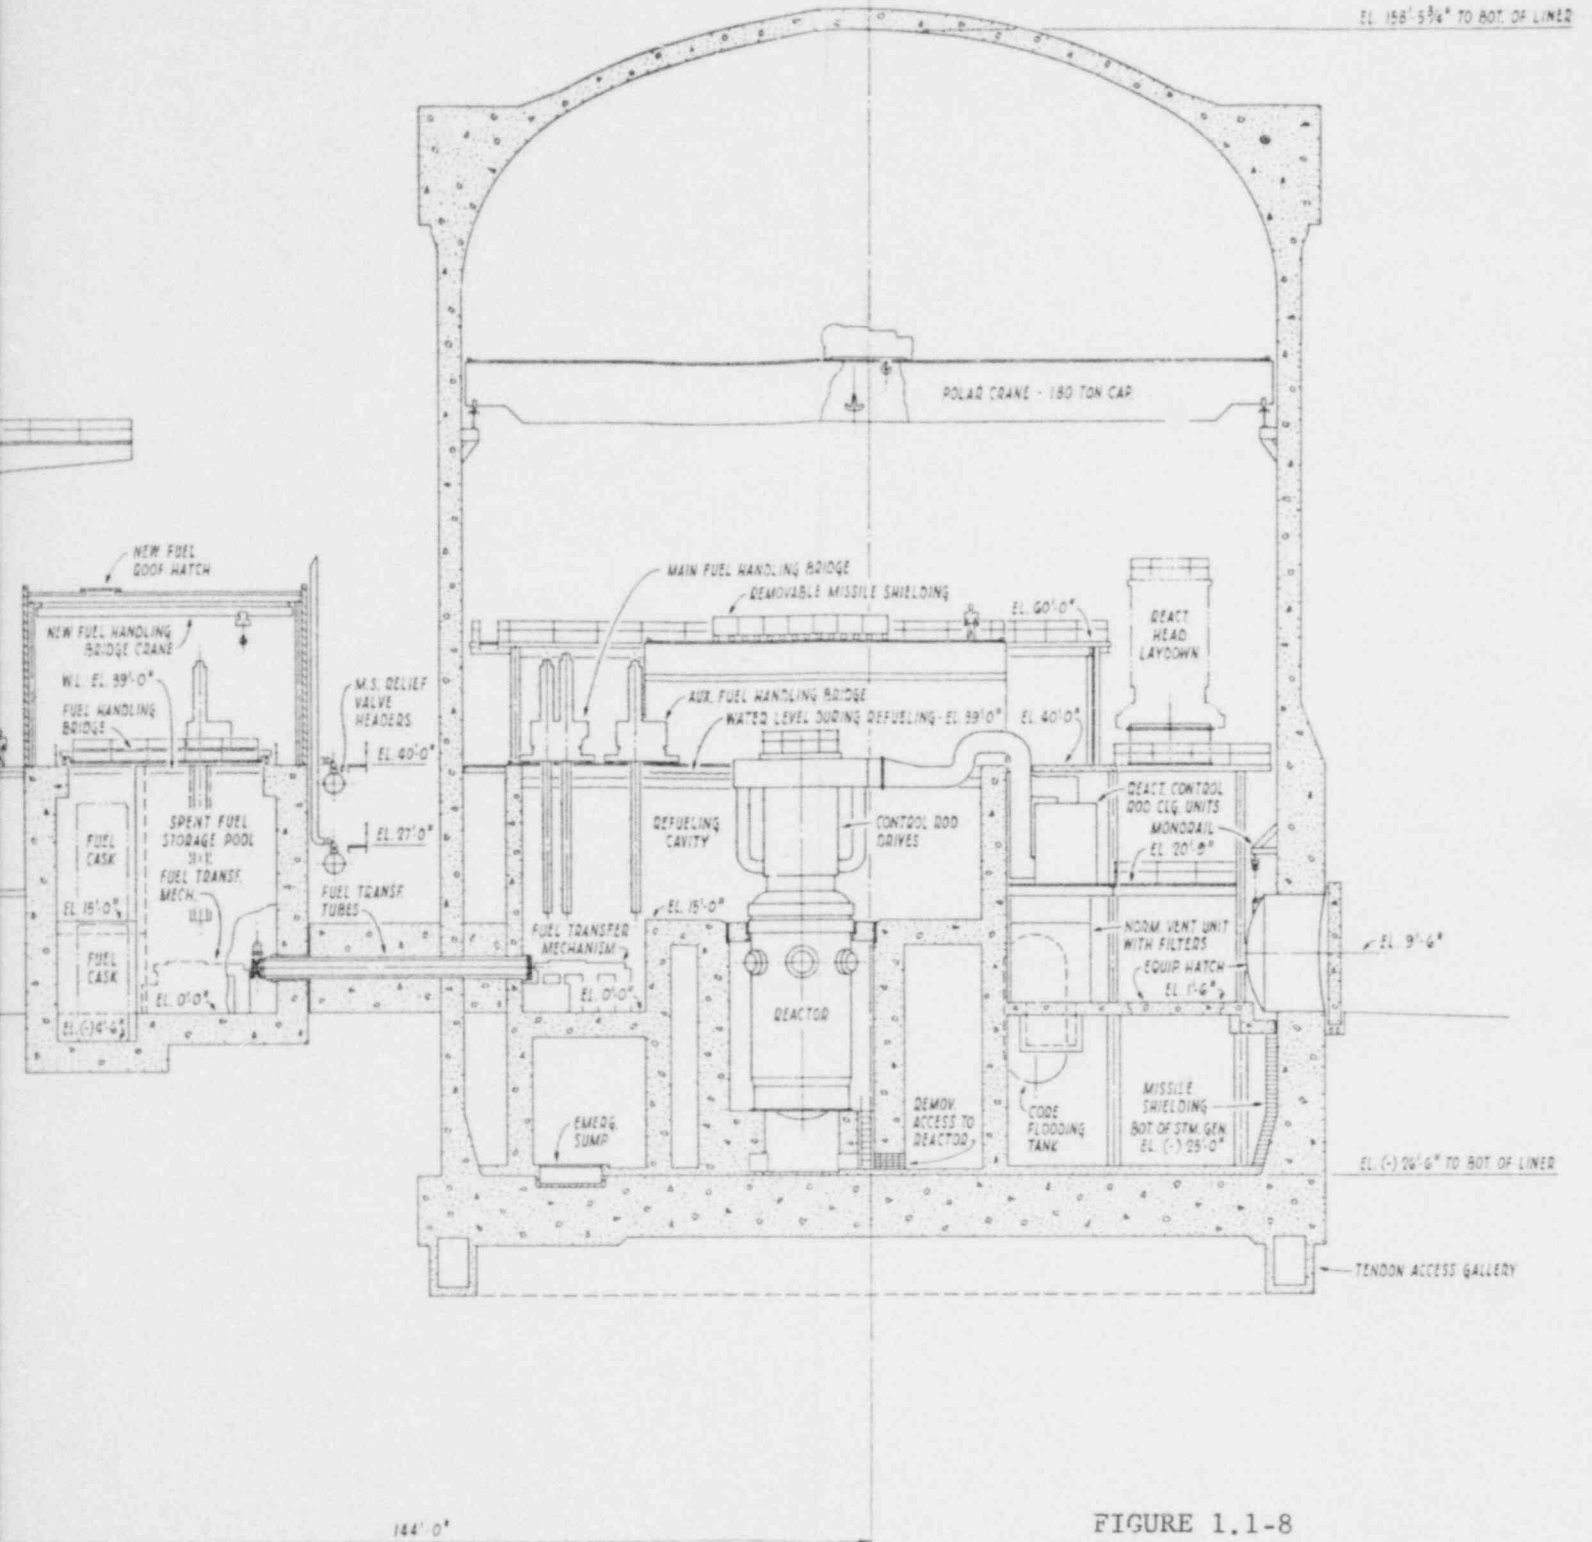 EL. 158'-5¾" TO BOT. OF LINER
POLAR CRANE - 180 TON CAP.
NEW FUEL
ROOF HATCH
NEW FUEL HANDLING
BRIDGE CRANE
W.L. EL. 39'-0"
FUEL HANDLING
BRIDGE
M.S. RELIEF
VALVE
HEADERS
EL. 40'-0"
EL. 27'-0"
MAIN FUEL HANDLING BRIDGE
REMOVABLE MISSILE SHIELDING
EL. 60'-0"
REACT.
HEAD
LAYDOWN
AUX. FUEL HANDLING BRIDGE
WATER LEVEL DURING REFUELING - EL. 39'-0"
EL. 40'-0"
FUEL
CASK
SPENT FUEL
STORAGE POOL
FUEL TRANSF.
MECH.
EL. 15'-0"
FUEL
CASK
EL. 0'-0"
EL. (-) 4'-6"
FUEL TRANSF.
TUBES
REFUELING
CAVITY
CONTROL ROD
DRIVES
REACT. CONTROL
ROD CLG. UNITS
MONORAIL
EL. 20'-9"
EL. 15'-0"
FUEL TRANSFER
MECHANISM
EL. 0'-0"
REACTOR
NORM. VENT UNIT
WITH FILTERS
EQUIP. HATCH
EL. 1'-6"
EL. 9'-6"
EMERG.
SUMP
REMOV.
ACCESS TO
REACTOR
CORE
FLOODING
TANK
MISSILE
SHIELDING
BOT. OF STM. GEN.
EL. (-) 25'-0"
EL. (-) 26'-6" TO BOT. OF LINER
TENDON ACCESS GALLERY
144'-0"
FIGURE 1.1-8